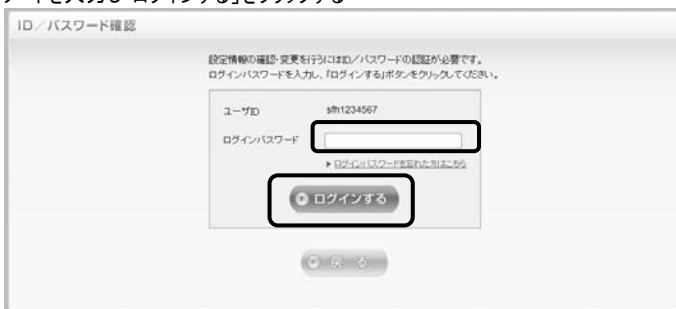 ID／パスワード確認
設定情報の確認・変更を行うにはID／パスワードの認証が必要です。
ログインパスワードを入力し、「ログインする」ボタンをクリックしてください。
ユーザID sfh1234567
ログインパスワード
ログインパスワードを忘れた方はこちら
ログインする
戻る